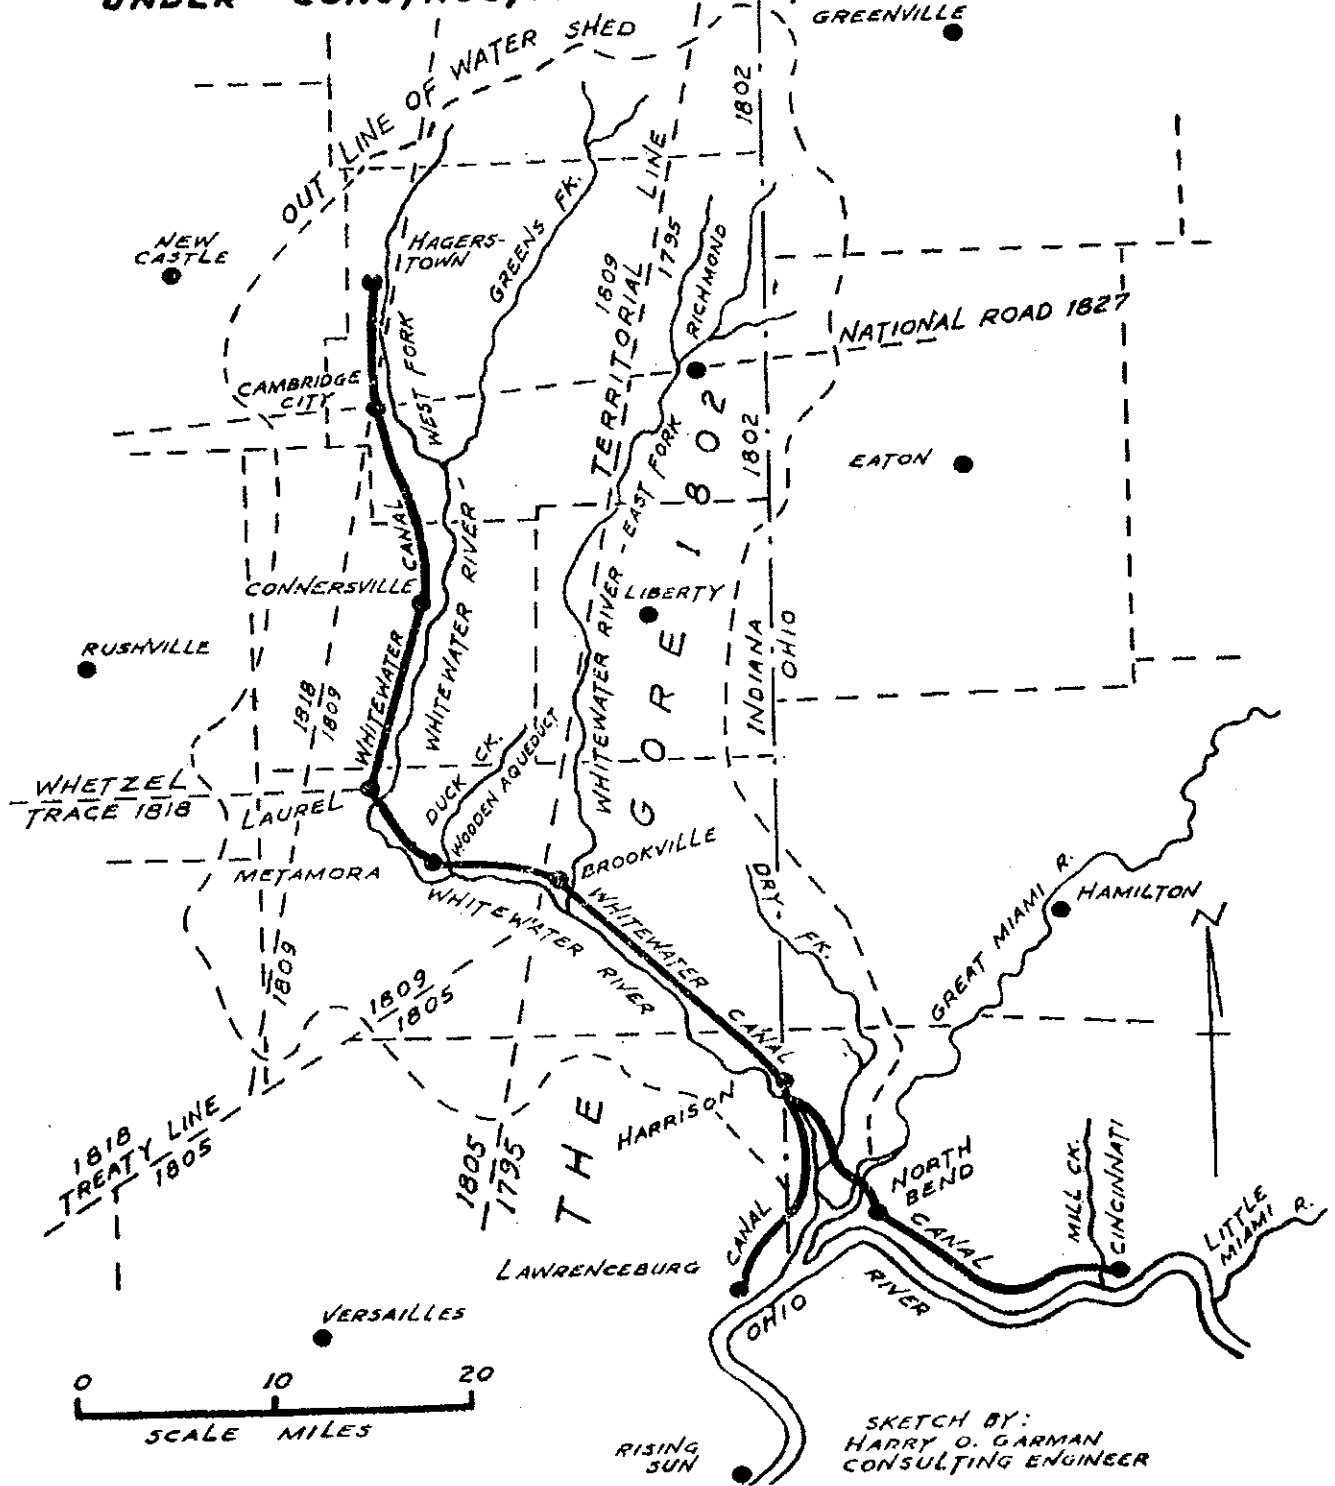 UNDER
GREENVILLE
OUT LINE OF WATER SHED
1802
NEW
CASTLE
HAGERS-
TOWN
GREENS FK.
1809
TERRITORIAL LINE
1795
RICHMOND
NATIONAL ROAD 1827
CAMBRIDGE
CITY
WEST FORK
1802
EATON
CANAL
CONNERSVILLE
WHITEWATER RIVER -
WHITEWATER RIVER - EAST FORK
LIBERTY
INDIANA
OHIO
RUSHVILLE
1818
1809
WHITEWATER
WHITEWATER RIVER
THE GORE 1802
WHETZEL
TRACE 1818
LAUREL
DUCK CK.
WOODEN AQUEDUCT
METAMORA
BROOKVILLE
WHITEWATER RIVER
WHITEWATER CANAL
DRY FK.
GREAT MIAMI R.
HAMILTON
N
1809
1809
1805
HARRISON
1818
TREATY LINE
1805
1805
1795
NORTH
BEND
CANAL
CANAL
MILL CK.
CINCINNATI
LITTLE
MIAMI R.
LAWRENCEBURG
OHIO RIVER
VERSAILLES
0 10 20
SCALE MILES
RISING
SUN
SKETCH BY:
HARRY O. GARMAN
CONSULTING ENGINEER